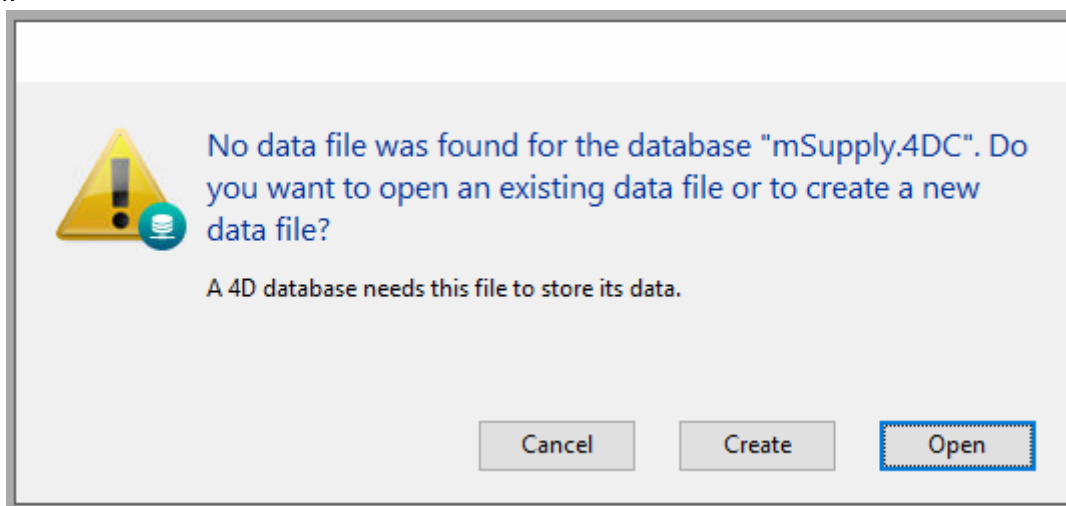 No data file was found for the database "mSupply.4DC". Do
you want to open an existing data file or to create a new
data file?
A 4D database needs this file to store its data.
Cancel Create Open